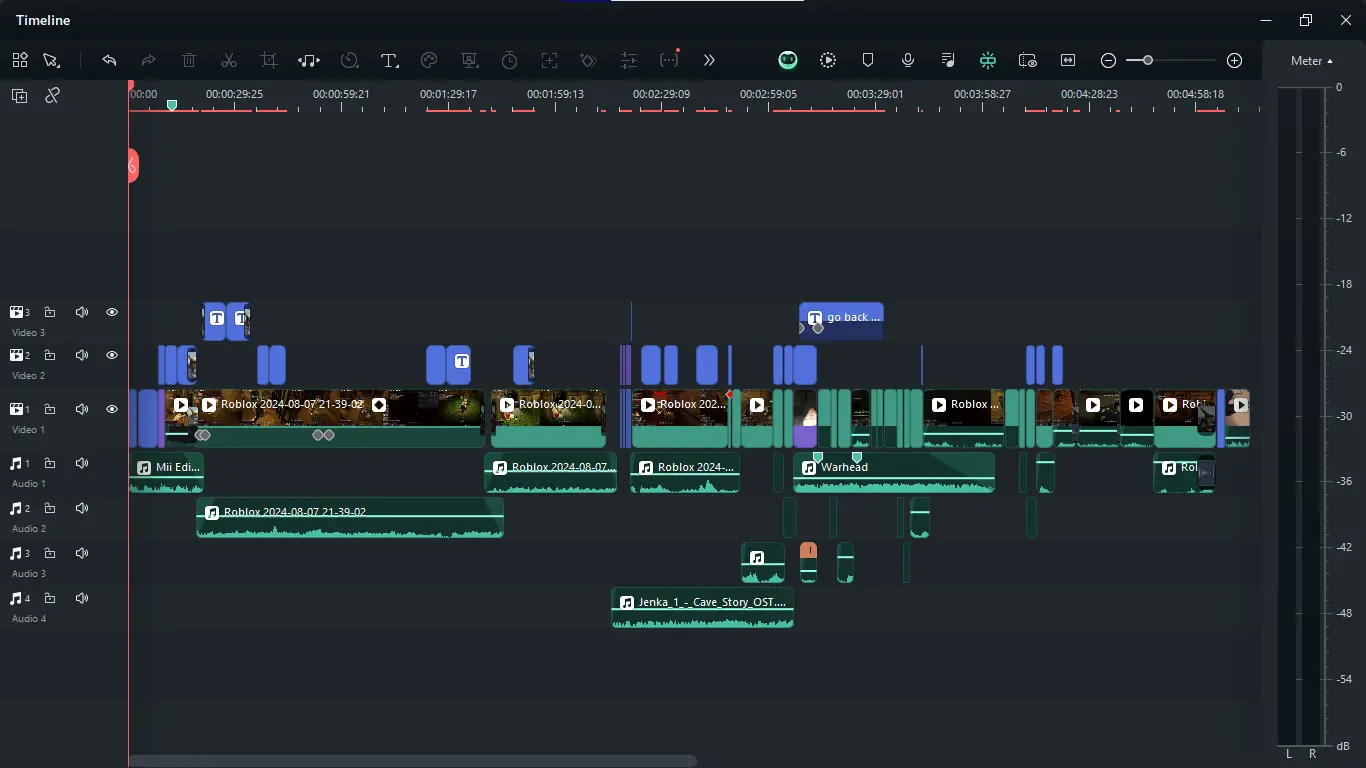 Timeline
Meter
00:00 00:00:29:25 00:00:59:21 00:01:29:17 00:01:59:13 00:02:29:09 00:02:59:05 00:03:29:01 00:03:58:27 00:04:28:23 00:04:58:18
0
-6
-12
-18
-24
-30
-36
-42
-48
-54
dB
L R
3
Video 3
T T
T go back ...
2
Video 2
T
1
Video 1
Roblox 2024-08-07 21-39-02
Roblox 2024-0...
Roblox 202...
Roblox ...
1
Audio 1
Mii Edi...
Roblox 2024-08-07...
Roblox 2024-...
Warhead
2
Audio 2
Roblox 2024-08-07 21-39-02
3
Audio 3
4
Audio 4
Jenka_1_-_Cave_Story_OST....